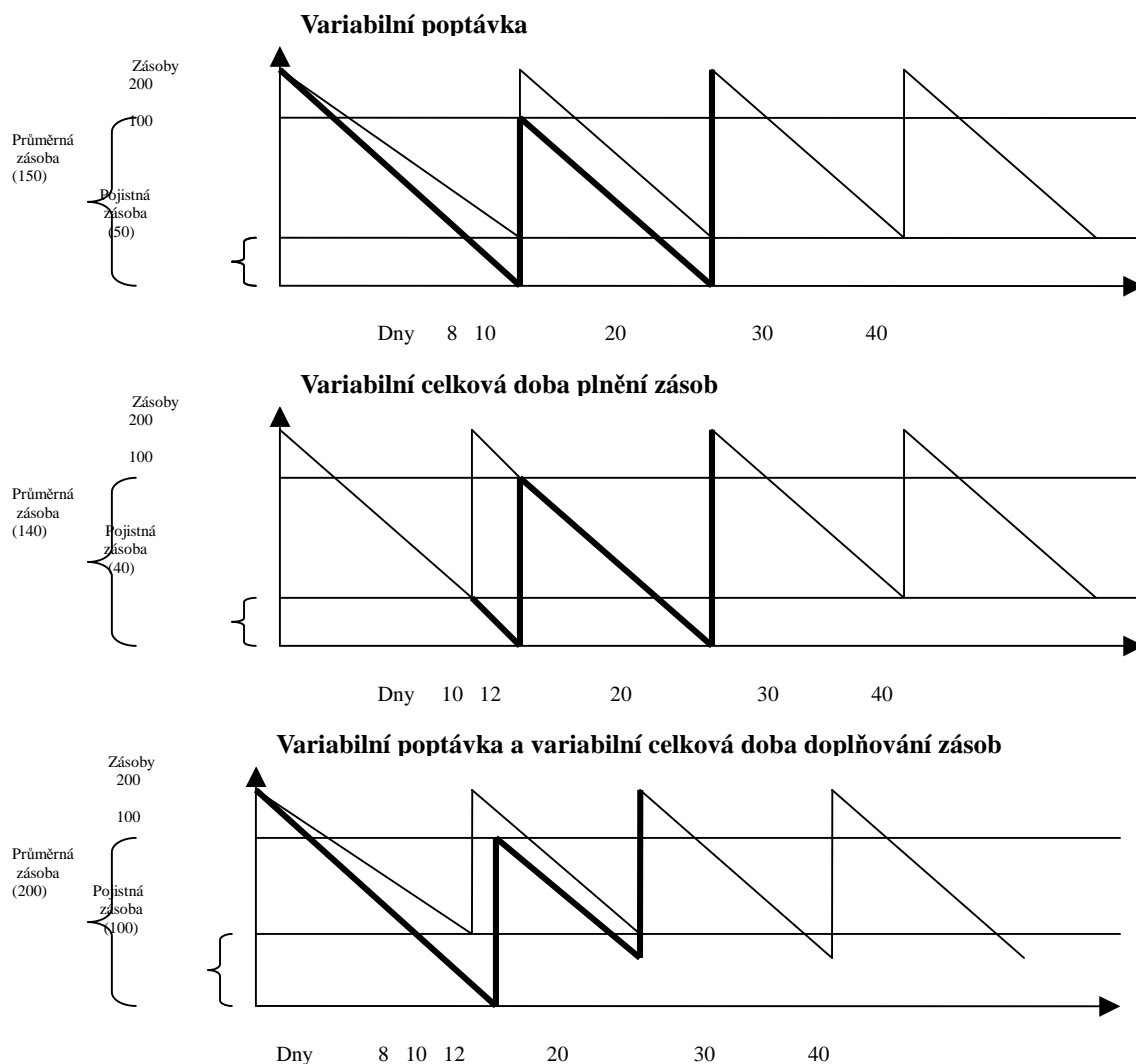 Variabilní poptávka
Zásoby
200
100
Průměrná
zásoba
(150)
Pojistná
zásoba
(50)
Dny 8 10 20 30 40
Variabilní celková doba plnění zásob
Zásoby
200
100
Průměrná
zásoba
(140)
Pojistná
zásoba
(40)
Dny 10 12 20 30 40
Variabilní poptávka a variabilní celková doba doplňování zásob
Zásoby
200
100
Průměrná
zásoba
(200)
Pojistná
zásoba
(100)
Dny 8 10 12 20 30 40